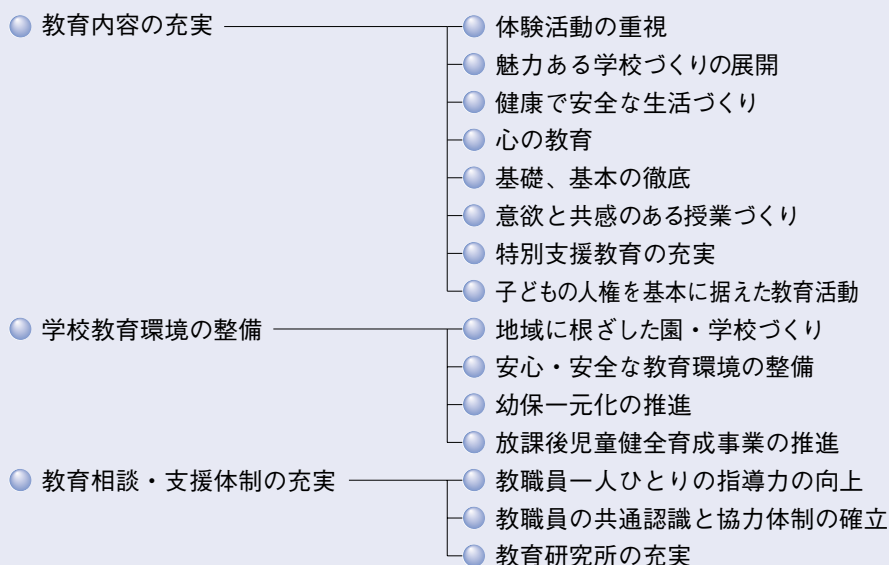 教育内容の充実
体験活動の重視
魅力ある学校づくりの展開
健康で安全な生活づくり
心の教育
基礎、基本の徹底
意欲と共感のある授業づくり
特別支援教育の充実
子どもの人権を基本に据えた教育活動
学校教育環境の整備
地域に根ざした園・学校づくり
安心・安全な教育環境の整備
幼保一元化の推進
放課後児童健全育成事業の推進
教育相談・支援体制の充実
教職員一人ひとりの指導力の向上
教職員の共通認識と協力体制の確立
教育研究所の充実